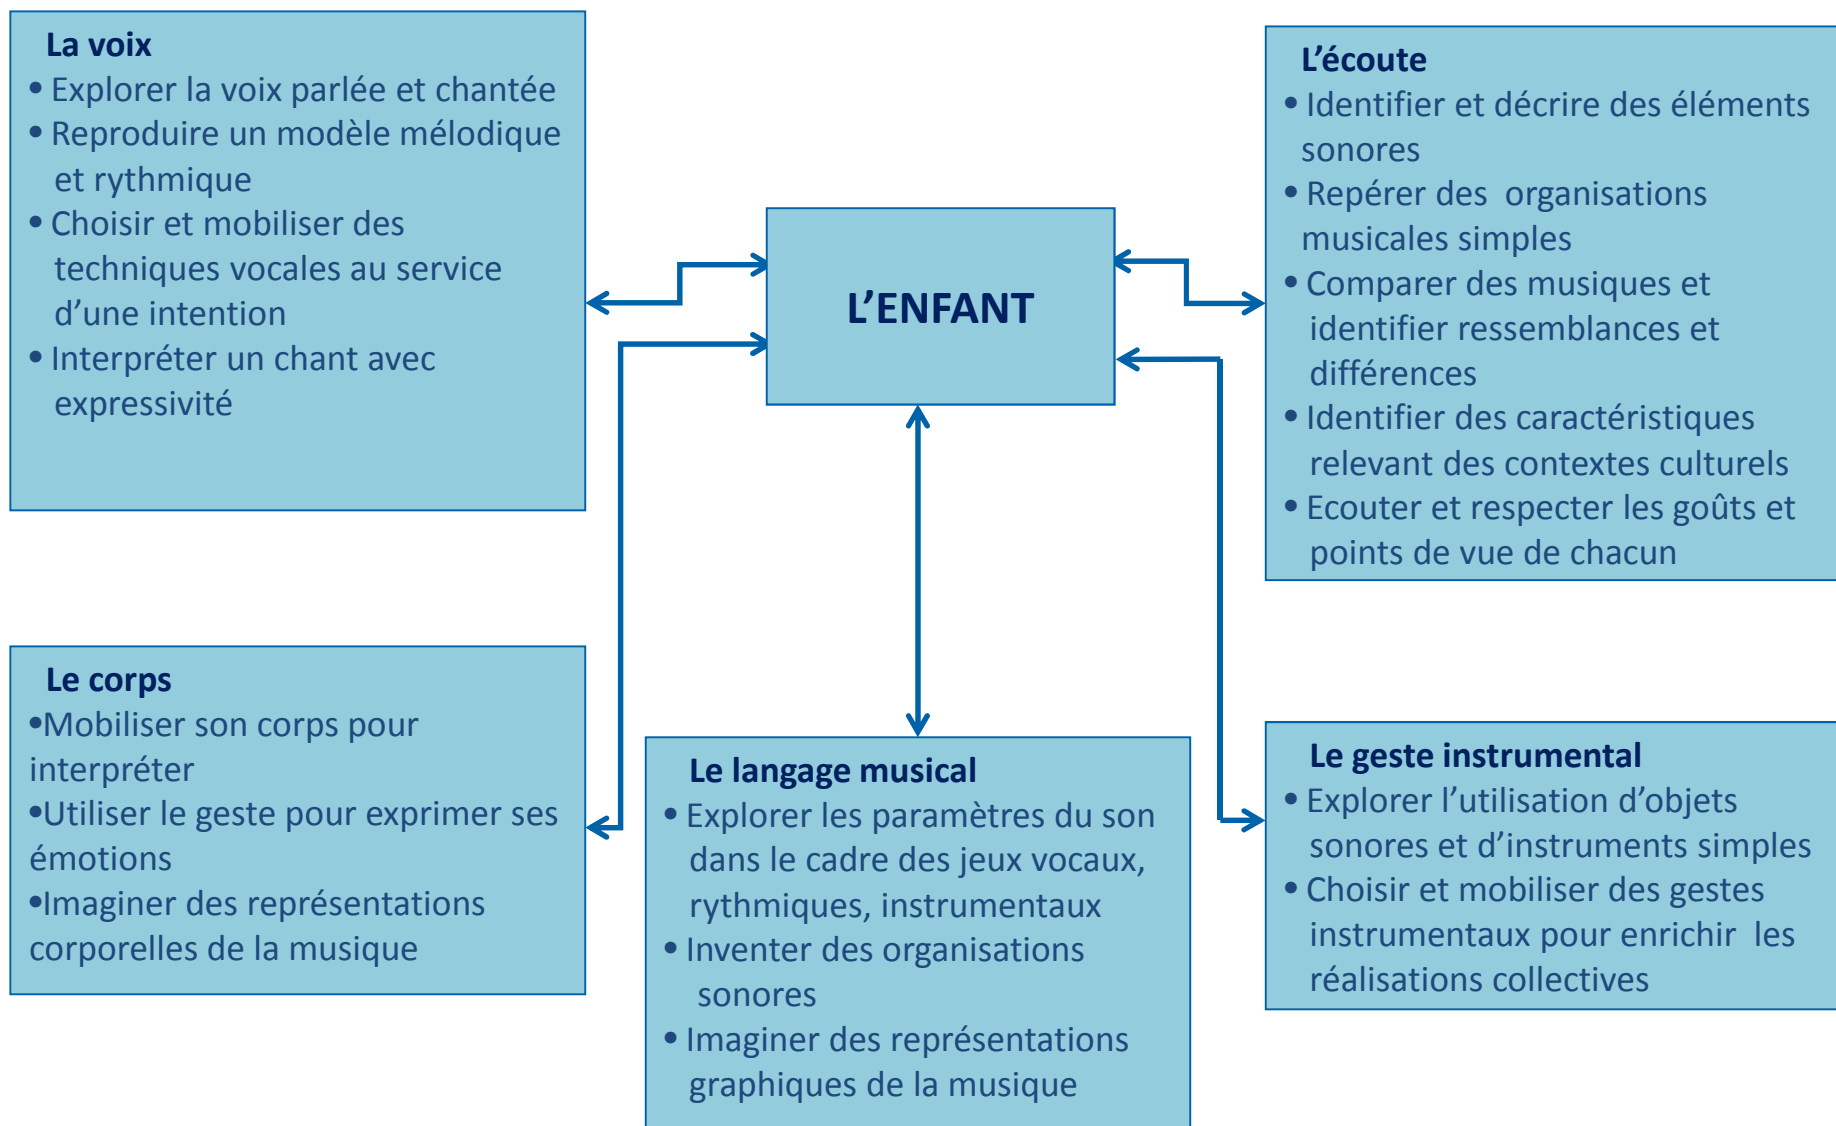 La voix
• Explorer la voix parlée et chantée
• Reproduire un modèle mélodique
et rythmique
• Choisir et mobiliser des
techniques vocales au service
d’une intention
• Interpréter un chant avec
expressivité
L’écoute
• Identifier et décrire des éléments
sonores
• Repérer des organisations
musicales simples
• Comparer des musiques et
identifier ressemblances et
différences
• Identifier des caractéristiques
relevant des contextes culturels
• Ecouter et respecter les goûts et
points de vue de chacun
L’ENFANT
Le corps
•Mobiliser son corps pour
interpréter
•Utiliser le geste pour exprimer ses
émotions
•Imaginer des représentations
corporelles de la musique
Le langage musical
• Explorer les paramètres du son
dans le cadre des jeux vocaux,
rythmiques, instrumentaux
• Inventer des organisations
sonores
• Imaginer des représentations
graphiques de la musique
Le geste instrumental
• Explorer l’utilisation d’objets
sonores et d’instruments simples
• Choisir et mobiliser des gestes
instrumentaux pour enrichir les
réalisations collectives